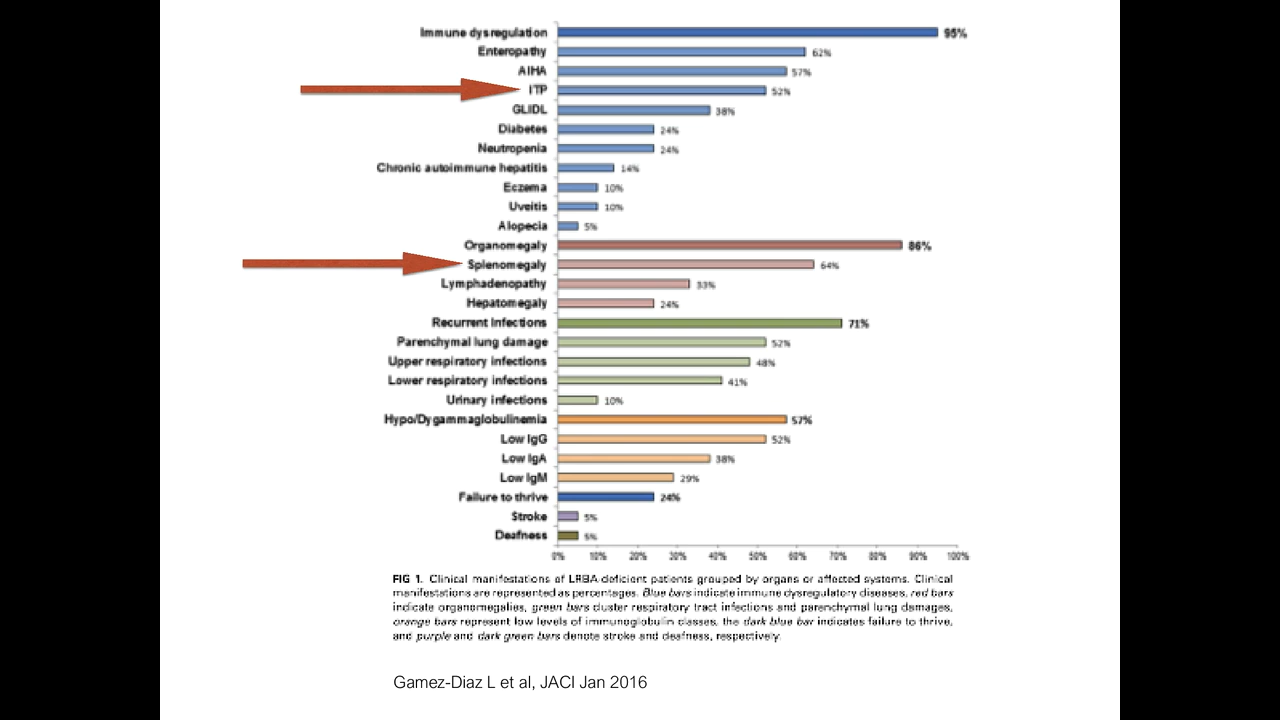 Immune dysregulation 95%
Enteropathy 62%
AIHA 57%
ITP 52%
GLIDL 38%
Diabetes 24%
Neutropenia 24%
Chronic autoimmune hepatitis 14%
Eczema 10%
Uveitis 10%
Alopecia 5%
Organomegaly 86%
Splenomegaly 64%
Lymphadenopathy 33%
Hepatomegaly 24%
Recurrent Infections 71%
Parenchymal lung damage 52%
Upper respiratory infections 48%
Lower respiratory infections 41%
Urinary infections 10%
Hypo/Dygammaglobulinemia 57%
Low IgG 52%
Low IgA 38%
Low IgM 29%
Failure to thrive 24%
Stroke 5%
Deafness 5%
0% 10% 20% 30% 40% 50% 60% 70% 80% 90% 100%
FIG 1. Clinical manifestations of LRBA-deficient patients grouped by organs or affected systems. Clinical
manifestations are represented as percentages. Blue bars indicate immune dysregulatory diseases, red bars
indicate organomegalies, green bars cluster respiratory tract infections and parenchymal lung damages,
orange bars represent low levels of immunoglobulin classes, the dark blue bar indicates failure to thrive,
and purple and dark green bars denote stroke and deafness, respectively.
Gamez-Diaz L et al, JACI Jan 2016